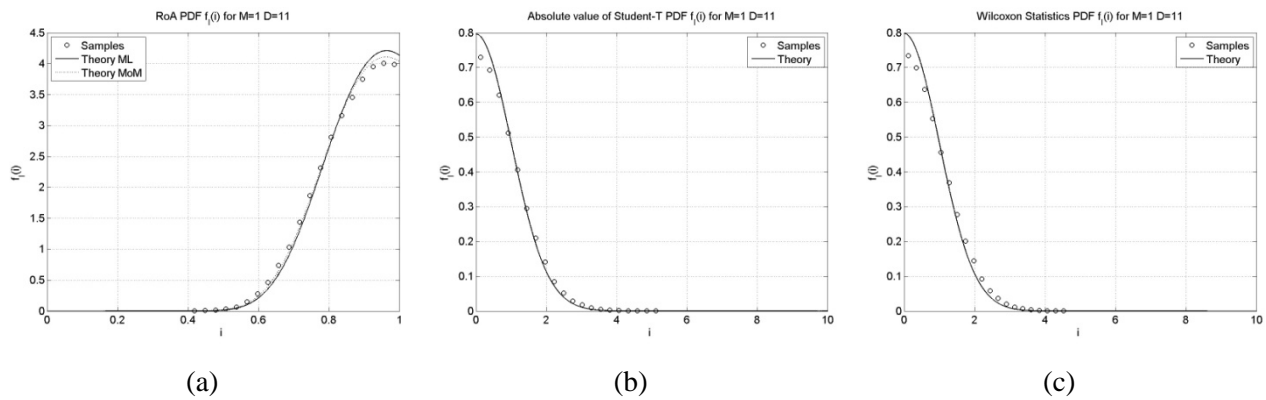 RoA PDF f_I(i) for M=1 D=11
4.5
4
3.5
3
2.5
2
1.5
1
0.5
0
f_I(i)
0 0.2 0.4 0.6 0.8 1
i
Samples
Theory ML
Theory MoM
(a)
Absolute value of Student-T PDF f_I(i) for M=1 D=11
0.8
0.7
0.6
0.5
0.4
0.3
0.2
0.1
0
f_I(i)
0 2 4 6 8 10
i
Samples
Theory
(b)
Wilcoxon Statistics PDF f_I(i) for M=1 D=11
0.8
0.7
0.6
0.5
0.4
0.3
0.2
0.1
0
f_I(i)
0 2 4 6 8 10
i
Samples
Theory
(c)